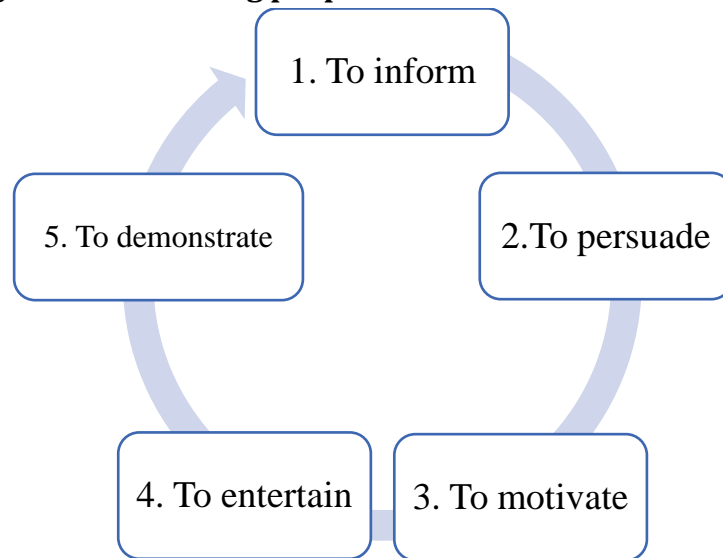 1. To inform
2.To persuade
3. To motivate
4. To entertain
5. To demonstrate